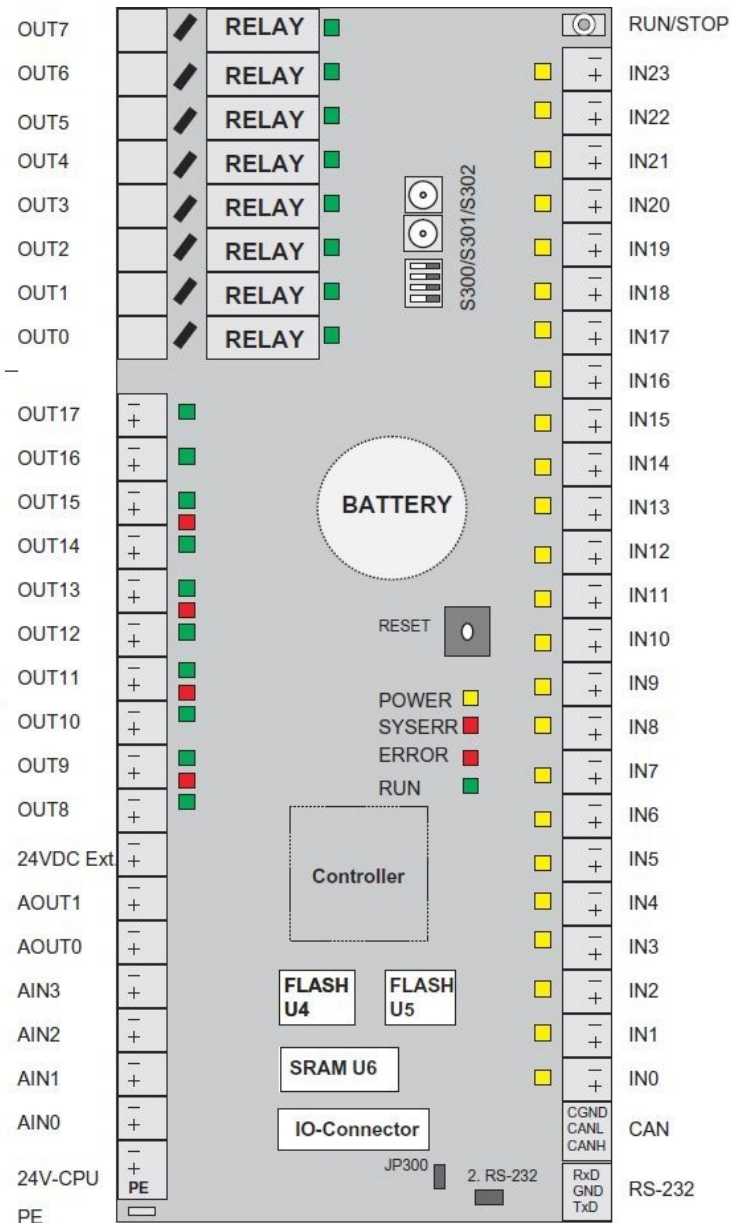 OUT7 RELAY RUN/STOP
OUT6 RELAY − + IN23
OUT5 RELAY − + IN22
OUT4 RELAY − + IN21
OUT3 RELAY − + IN20
OUT2 RELAY − + IN19
OUT1 RELAY − + IN18
OUT0 RELAY − + IN17
S300/S301/S302
− + IN16
OUT17 − + − + IN15
OUT16 − + − + IN14
OUT15 − + BATTERY − + IN13
OUT14 − + − + IN12
OUT13 − + − + IN11
OUT12 − + RESET − + IN10
OUT11 − + − + IN9
POWER
OUT10 − + SYSERR − + IN8
OUT9 − + ERROR − + IN7
RUN
OUT8 − + − + IN6
24VDC Ext. − + Controller − + IN5
AOUT1 − + − + IN4
AOUT0 − + − + IN3
AIN3 − + FLASH U4 FLASH U5 − + IN2
AIN2 − + − + IN1
AIN1 − + SRAM U6 − + IN0
AIN0 − + IO-Connector CGND CANL CANH CAN
24V-CPU − + PE JP300 2. RS-232 RxD GND TxD RS-232
PE